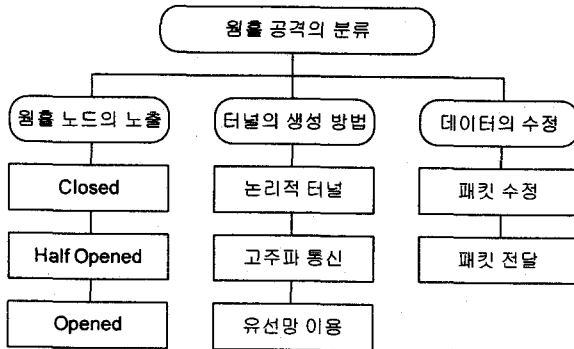 웜홀 공격의 분류
웜홀 노드의 노출
터널의 생성 방법
데이터의 수정
Closed
논리적 터널
패킷 수정
Half Opened
고주파 통신
패킷 전달
Opened
유선망 이용